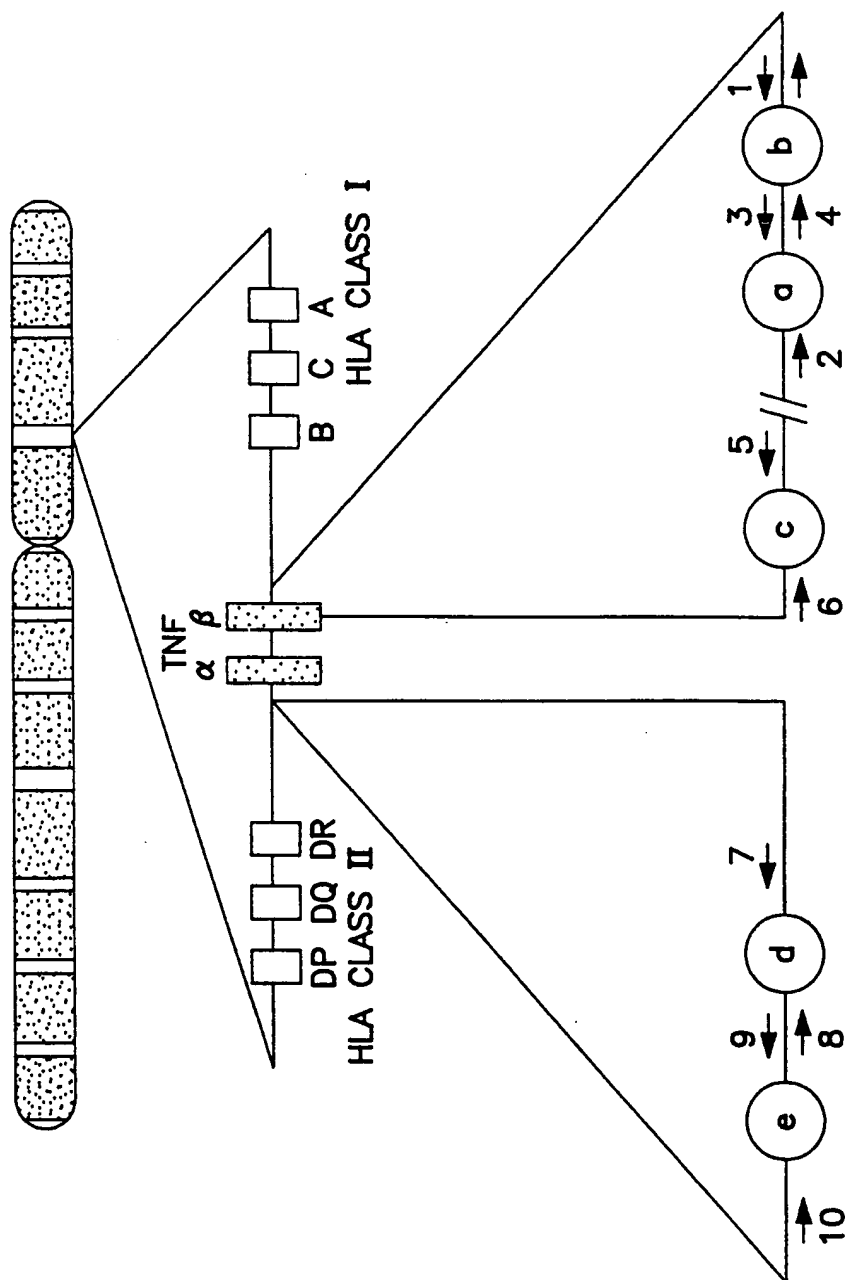 TNF
α β
DP DQ DR B C A
HLA CLASS II HLA CLASS I
9 7 5 3 1
e d c a b
10 8 6 2 4